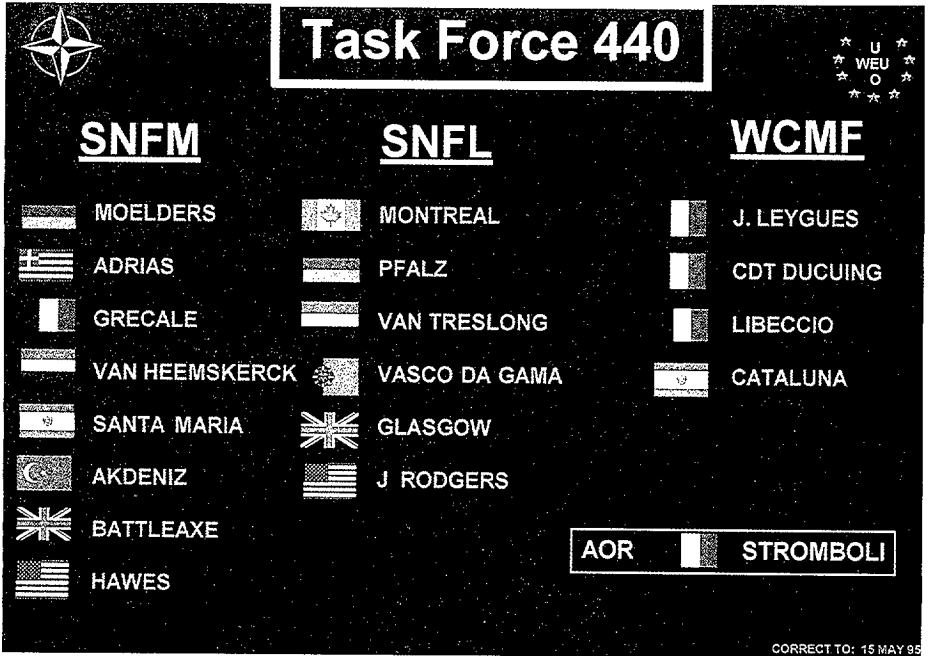 Task Force 440
U
WEU
O
SNFM
MOELDERS
ADRIAS
GRECALE
VAN HEEMSKERCK
SANTA MARIA
AKDENIZ
BATTLEAXE
HAWES
SNFL
MONTREAL
PFALZ
VAN TRESLONG
VASCO DA GAMA
GLASGOW
J RODGERS
WCMF
J. LEYGUES
CDT DUCUING
LIBECCIO
CATALUNA
AOR STROMBOLI
CORRECT TO: 15 MAY 95